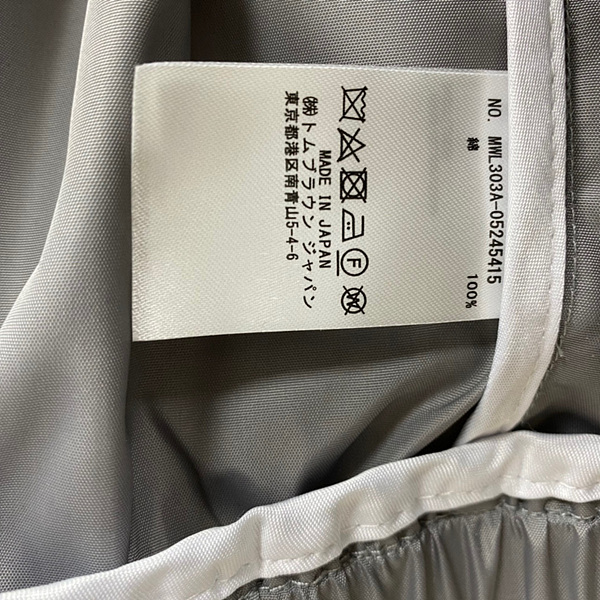 NO. MWL303A-05245415
綿 100%
F
W
MADE IN JAPAN
㈱トムブラウン ジャパン
東京都港区南青山5-4-6